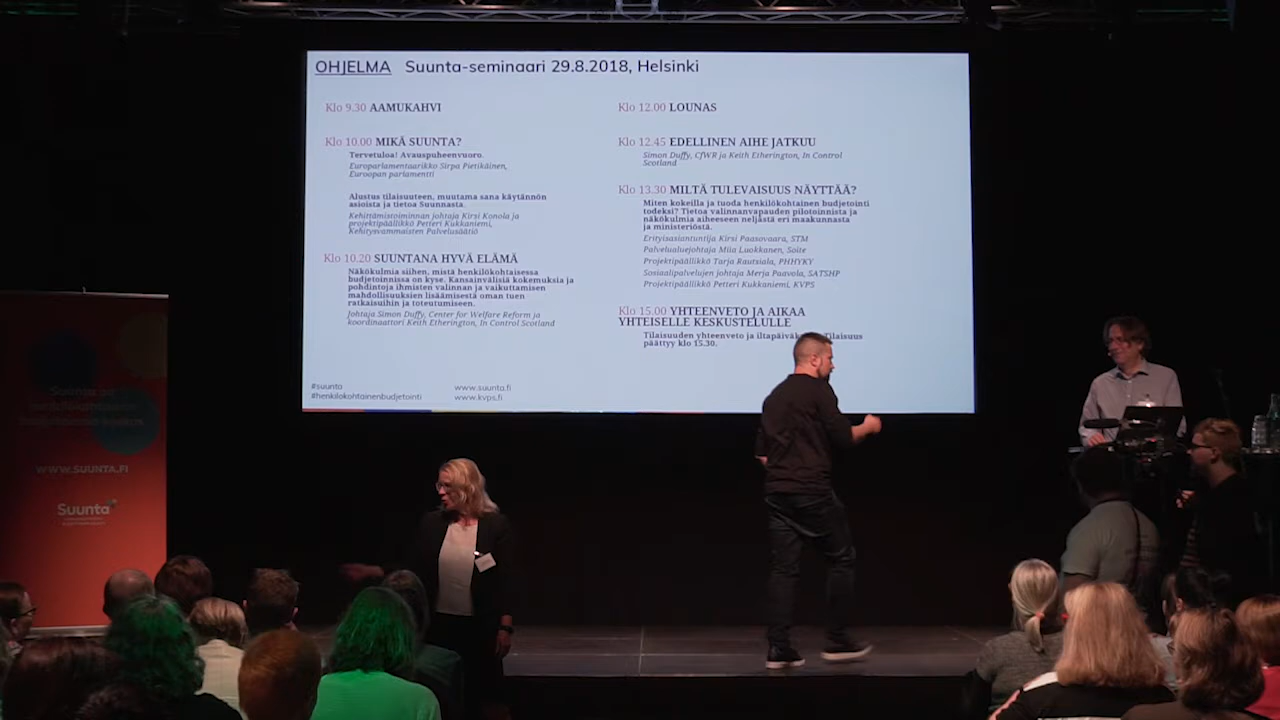 OHJELMA Suunta-seminaari 29.8.2018, Helsinki
Klo 9.30 AAMUKAHVI
Klo 10.00 MIKÄ SUUNTA?
Tervetuloa! Avauspuheenvuoro.
Europarlamentaarikko Sirpa Pietikäinen,
Euroopan parlamentti
Alustus tilaisuuteen, muutama sana käytännön
asioista ja tietoa Suunnasta.
Kehittämistoiminnan johtaja Kirsi Konola ja
projektipäällikkö Petteri Kukkaniemi,
Kehitysvammaisten Palvelusäätiö
Klo 10.20 SUUNTANA HYVÄ ELÄMÄ
Näkökulmia siihen, mistä henkilökohtaisessa
budjetoinnissa on kyse. Kansainvälisiä kokemuksia ja
pohdintoja ihmisten valinnan ja vaikuttamisen
mahdollisuuksien lisäämisestä oman tuen
ratkaisuihin ja toteutumiseen.
Johtaja Simon Duffy, Center for Welfare Reform ja
koordinaattori Keith Etherington, In Control Scotland
#suunta
#henkilokohtainenbudjetointi
www.suunta.fi
www.kvps.fi
Klo 12.00 LOUNAS
Klo 12.45 EDELLINEN AIHE JATKUU
Simon Duffy, CfWR ja Keith Etherington, In Control
Scotland
Klo 13.30 MILTÄ TULEVAISUUS NÄYTTÄÄ?
Miten kokeilla ja tuoda henkilökohtainen budjetointi
todeksi? Tietoa valinnanvapauden pilotoinnista ja
näkökulmia aiheeseen neljästä eri maakunnasta
ja ministeriöstä.
Erityisasiantuntija Kirsi Paasovaara, STM
Palvelualuejohtaja Miia Luokkanen, Soite
Projektipäällikkö Tarja Rautsiala, PHHYKY
Sosiaalipalvelujen johtaja Merja Paavola, SATSHP
Projektipäällikkö Petteri Kukkaniemi, KVPS
Klo 15.00 YHTEENVETO JA AIKAA
YHTEISELLE KESKUSTELULLE
Tilaisuuden yhteenveto ja Tilaisuus
päättyy klo 15.30.
WWW.SUUNTA.FI
Suunta